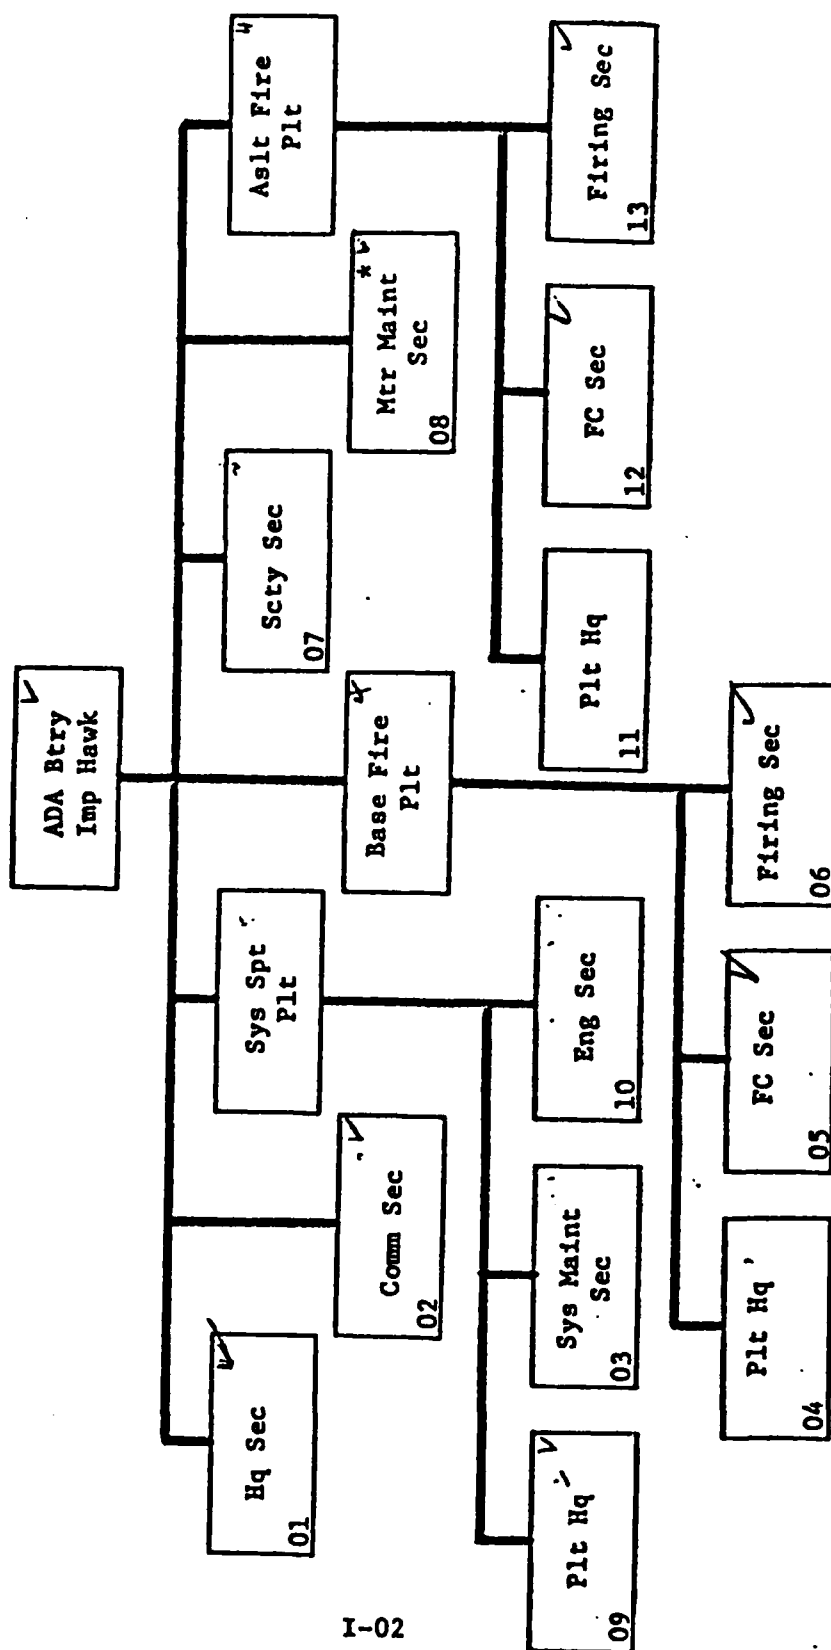 ADA Btry
Imp Hawk
Hq Sec
01
Comm Sec
02
Sys Spt
Plt
Base Fire
Plt
Scty Sec
07
Mtr Maint
Sec
*
08
Aslt Fire
Plt
Plt Hq
09
Sys Maint
Sec
03
Eng Sec
10
Plt Hq
11
FC Sec
12
Firing Sec
13
Plt Hq
04
FC Sec
05
Firing Sec
06
I-02